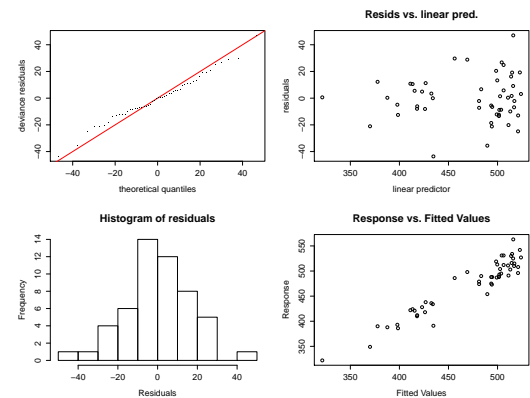 deviance residuals
40
20
0
−20
−40
−40 −20 0 20 40
theoretical quantiles
Resids vs. linear pred.
residuals
40
20
0
−20
−40
350 400 450 500
linear predictor
Histogram of residuals
Frequency
14
10
8
6
4
2
0
−40 −20 0 20 40
Residuals
Response vs. Fitted Values
Response
550
500
450
400
350
350 400 450 500
Fitted Values